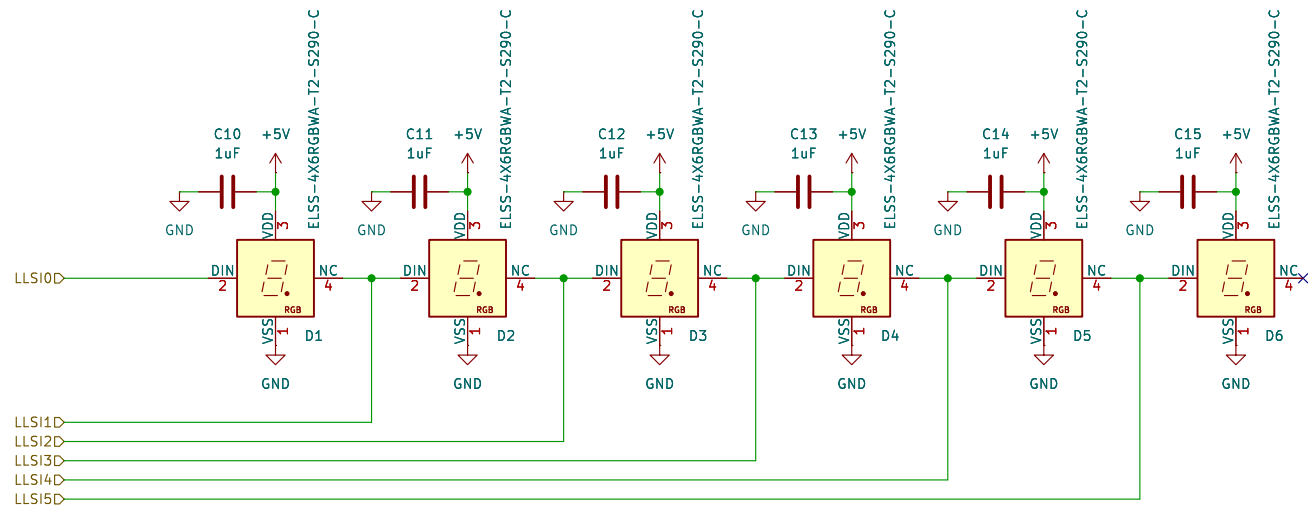 ELSS-4X6RGBWA-T2-S290-C ELSS-4X6RGBWA-T2-S290-C ELSS-4X6RGBWA-T2-S290-C ELSS-4X6RGBWA-T2-S290-C ELSS-4X6RGBWA-T2-S290-C ELSS-4X6RGBWA-T2-S290-C
C10 +5V C11 +5V C12 +5V C13 +5V C14 +5V C15 +5V
1uF 1uF 1uF 1uF 1uF 1uF
GND VDD 3 GND VDD 3 GND VDD 3 GND VDD 3 GND VDD 3 GND VDD 3
LLSI0 DIN NC DIN NC DIN NC DIN NC DIN NC DIN NC
2 4 2 4 2 4 2 4 2 4 2 4
RGB RGB RGB RGB RGB RGB
VSS 1 D1 VSS 1 D2 VSS 1 D3 VSS 1 D4 VSS 1 D5 VSS 1 D6
GND GND GND GND GND GND
LLSI1
LLSI2
LLSI3
LLSI4
LLSI5